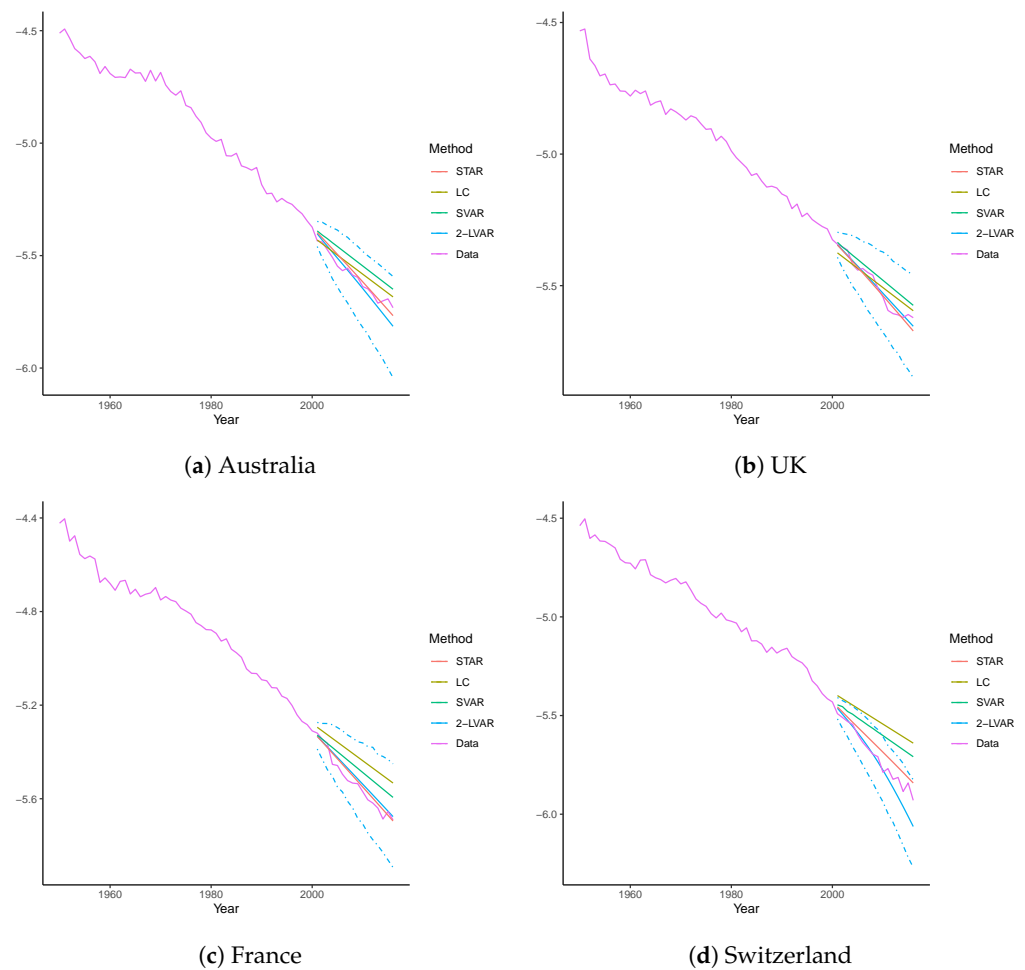 −4.5
−5.0
−5.5
−6.0
1960
1980
2000
Year
Method
STAR
LC
SVAR
2−LVAR
Data
(a) Australia
−4.5
−5.0
−5.5
1960
1980
2000
Year
Method
STAR
LC
SVAR
2−LVAR
Data
(b) UK
−4.4
−4.8
−5.2
−5.6
1960
1980
2000
Year
Method
STAR
LC
SVAR
2−LVAR
Data
(c) France
−4.5
−5.0
−5.5
−6.0
1960
1980
2000
Year
Method
STAR
LC
SVAR
2−LVAR
Data
(d) Switzerland